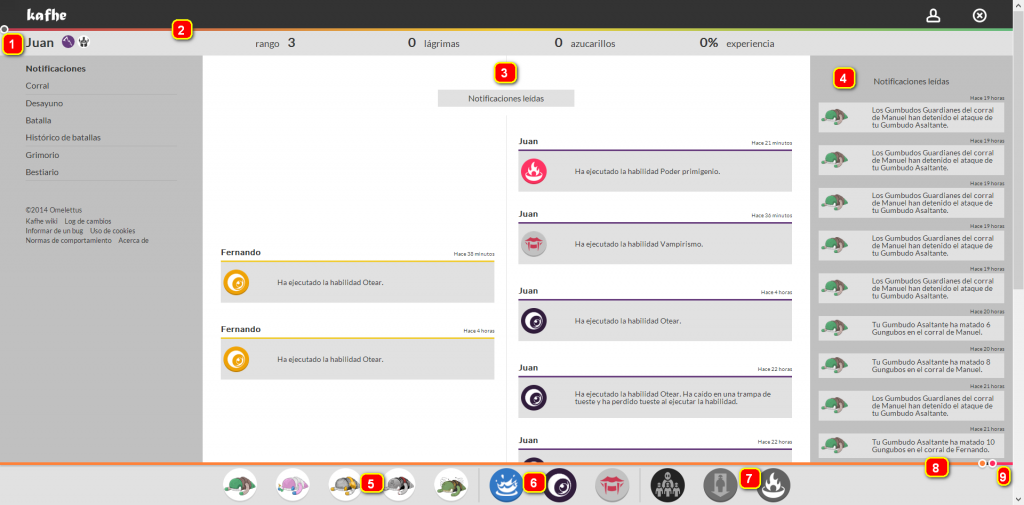 kafhe
2
1
Juan
rango 3
0 lágrimas
0 azucarillos
0% experiencia
Notificaciones
Corral
Desayuno
Batalla
Histórico de batallas
Grimorio
Bestiario
©2014 Omelettus
Kafhe wiki Log de cambios
Informar de un bug Uso de cookies
Normas de comportamiento Acerca de
3
Notificaciones leídas
Fernando
Hace 38 minutos
Ha ejecutado la habilidad Otear.
Fernando
Hace 4 horas
Ha ejecutado la habilidad Otear.
Juan
Hace 21 minutos
Ha ejecutado la habilidad Poder primigenio.
Juan
Hace 36 minutos
Ha ejecutado la habilidad Vampirismo.
Juan
Hace 4 horas
Ha ejecutado la habilidad Otear.
Juan
Hace 22 horas
Ha ejecutado la habilidad Otear. Ha caído en una trampa de
tueste y ha perdido tueste al ejecutar la habilidad.
Juan
Hace 22 horas
4
Notificaciones leídas
Hace 19 horas
Los Gumbudos Guardianes del corral
de Manuel han detenido el ataque de
tu Gumbudo Asaltante.
Hace 19 horas
Los Gumbudos Guardianes del corral
de Manuel han detenido el ataque de
tu Gumbudo Asaltante.
Hace 19 horas
Los Gumbudos Guardianes del corral
de Manuel han detenido el ataque de
tu Gumbudo Asaltante.
Hace 19 horas
Los Gumbudos Guardianes del corral
de Manuel han detenido el ataque de
tu Gumbudo Asaltante.
Hace 19 horas
Los Gumbudos Guardianes del corral
de Manuel han detenido el ataque de
tu Gumbudo Asaltante.
Hace 20 horas
Tu Gumbudo Asaltante ha matado 6
Gungubos en el corral de Manuel.
Hace 20 horas
Tu Gumbudo Asaltante ha matado 8
Gungubos en el corral de Manuel.
Hace 21 horas
Los Gumbudos Guardianes del corral
de Manuel han detenido el ataque de
tu Gumbudo Asaltante.
Hace 21 horas
Tu Gumbudo Asaltante ha matado 10
Gungubos en el corral de Fernando.
5
6
7
8
9